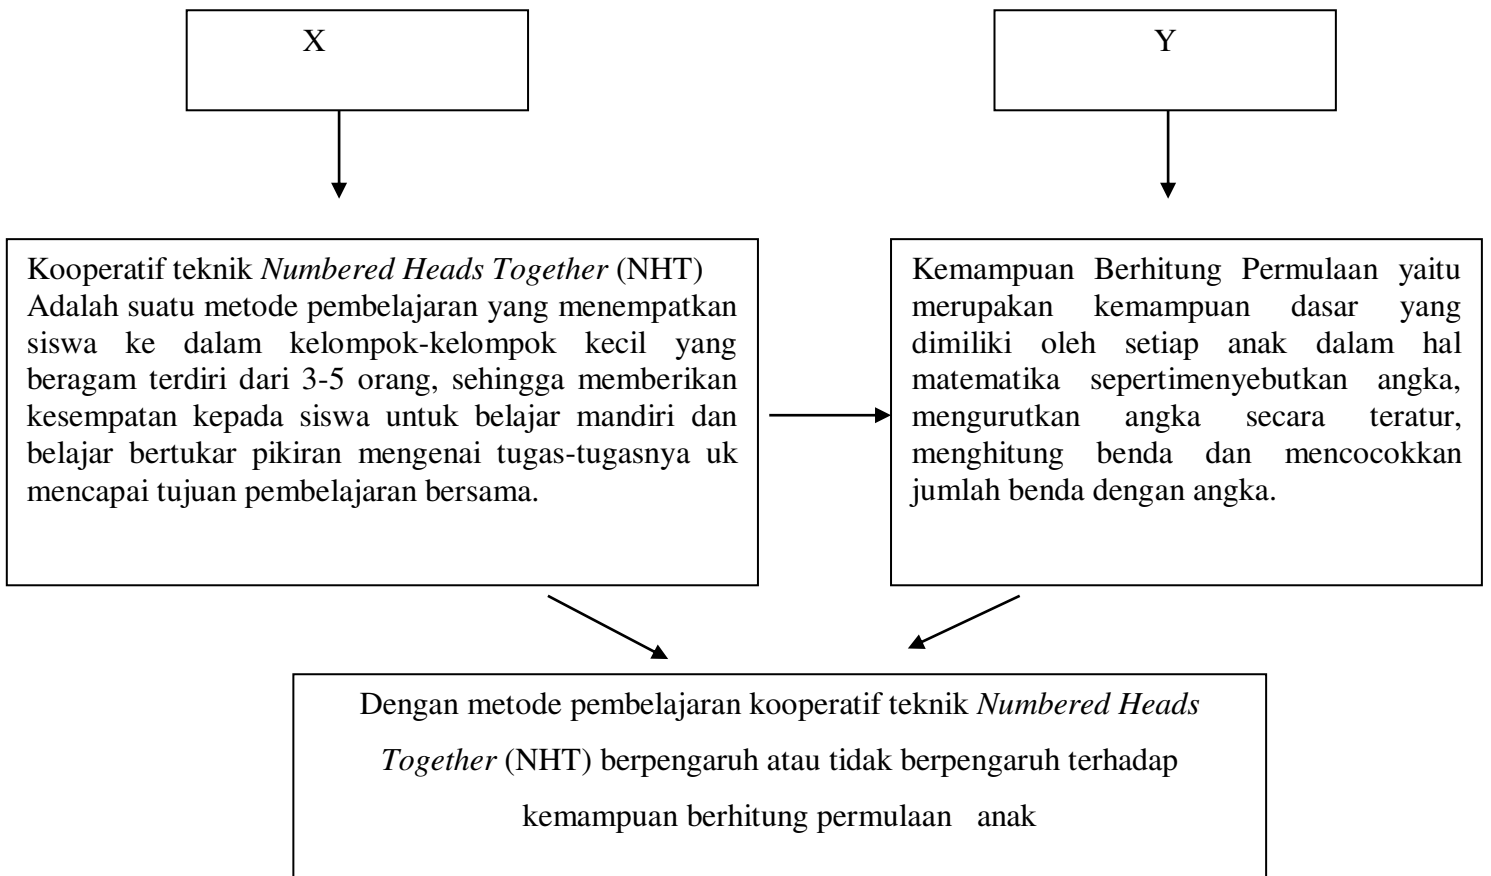 X
Y
Kooperatif teknik Numbered Heads Together (NHT)
Adalah suatu metode pembelajaran yang menempatkan
siswa ke dalam kelompok-kelompok kecil yang
beragam terdiri dari 3-5 orang, sehingga memberikan
kesempatan kepada siswa untuk belajar mandiri dan
belajar bertukar pikiran mengenai tugas-tugasnya uk
mencapai tujuan pembelajaran bersama.
Kemampuan Berhitung Permulaan yaitu
merupakan kemampuan dasar yang
dimiliki oleh setiap anak dalam hal
matematika sepertimenyebutkan angka,
mengurutkan angka secara teratur,
menghitung benda dan mencocokkan
jumlah benda dengan angka.
Dengan metode pembelajaran kooperatif teknik Numbered Heads
Together (NHT) berpengaruh atau tidak berpengaruh terhadap
kemampuan berhitung permulaan anak